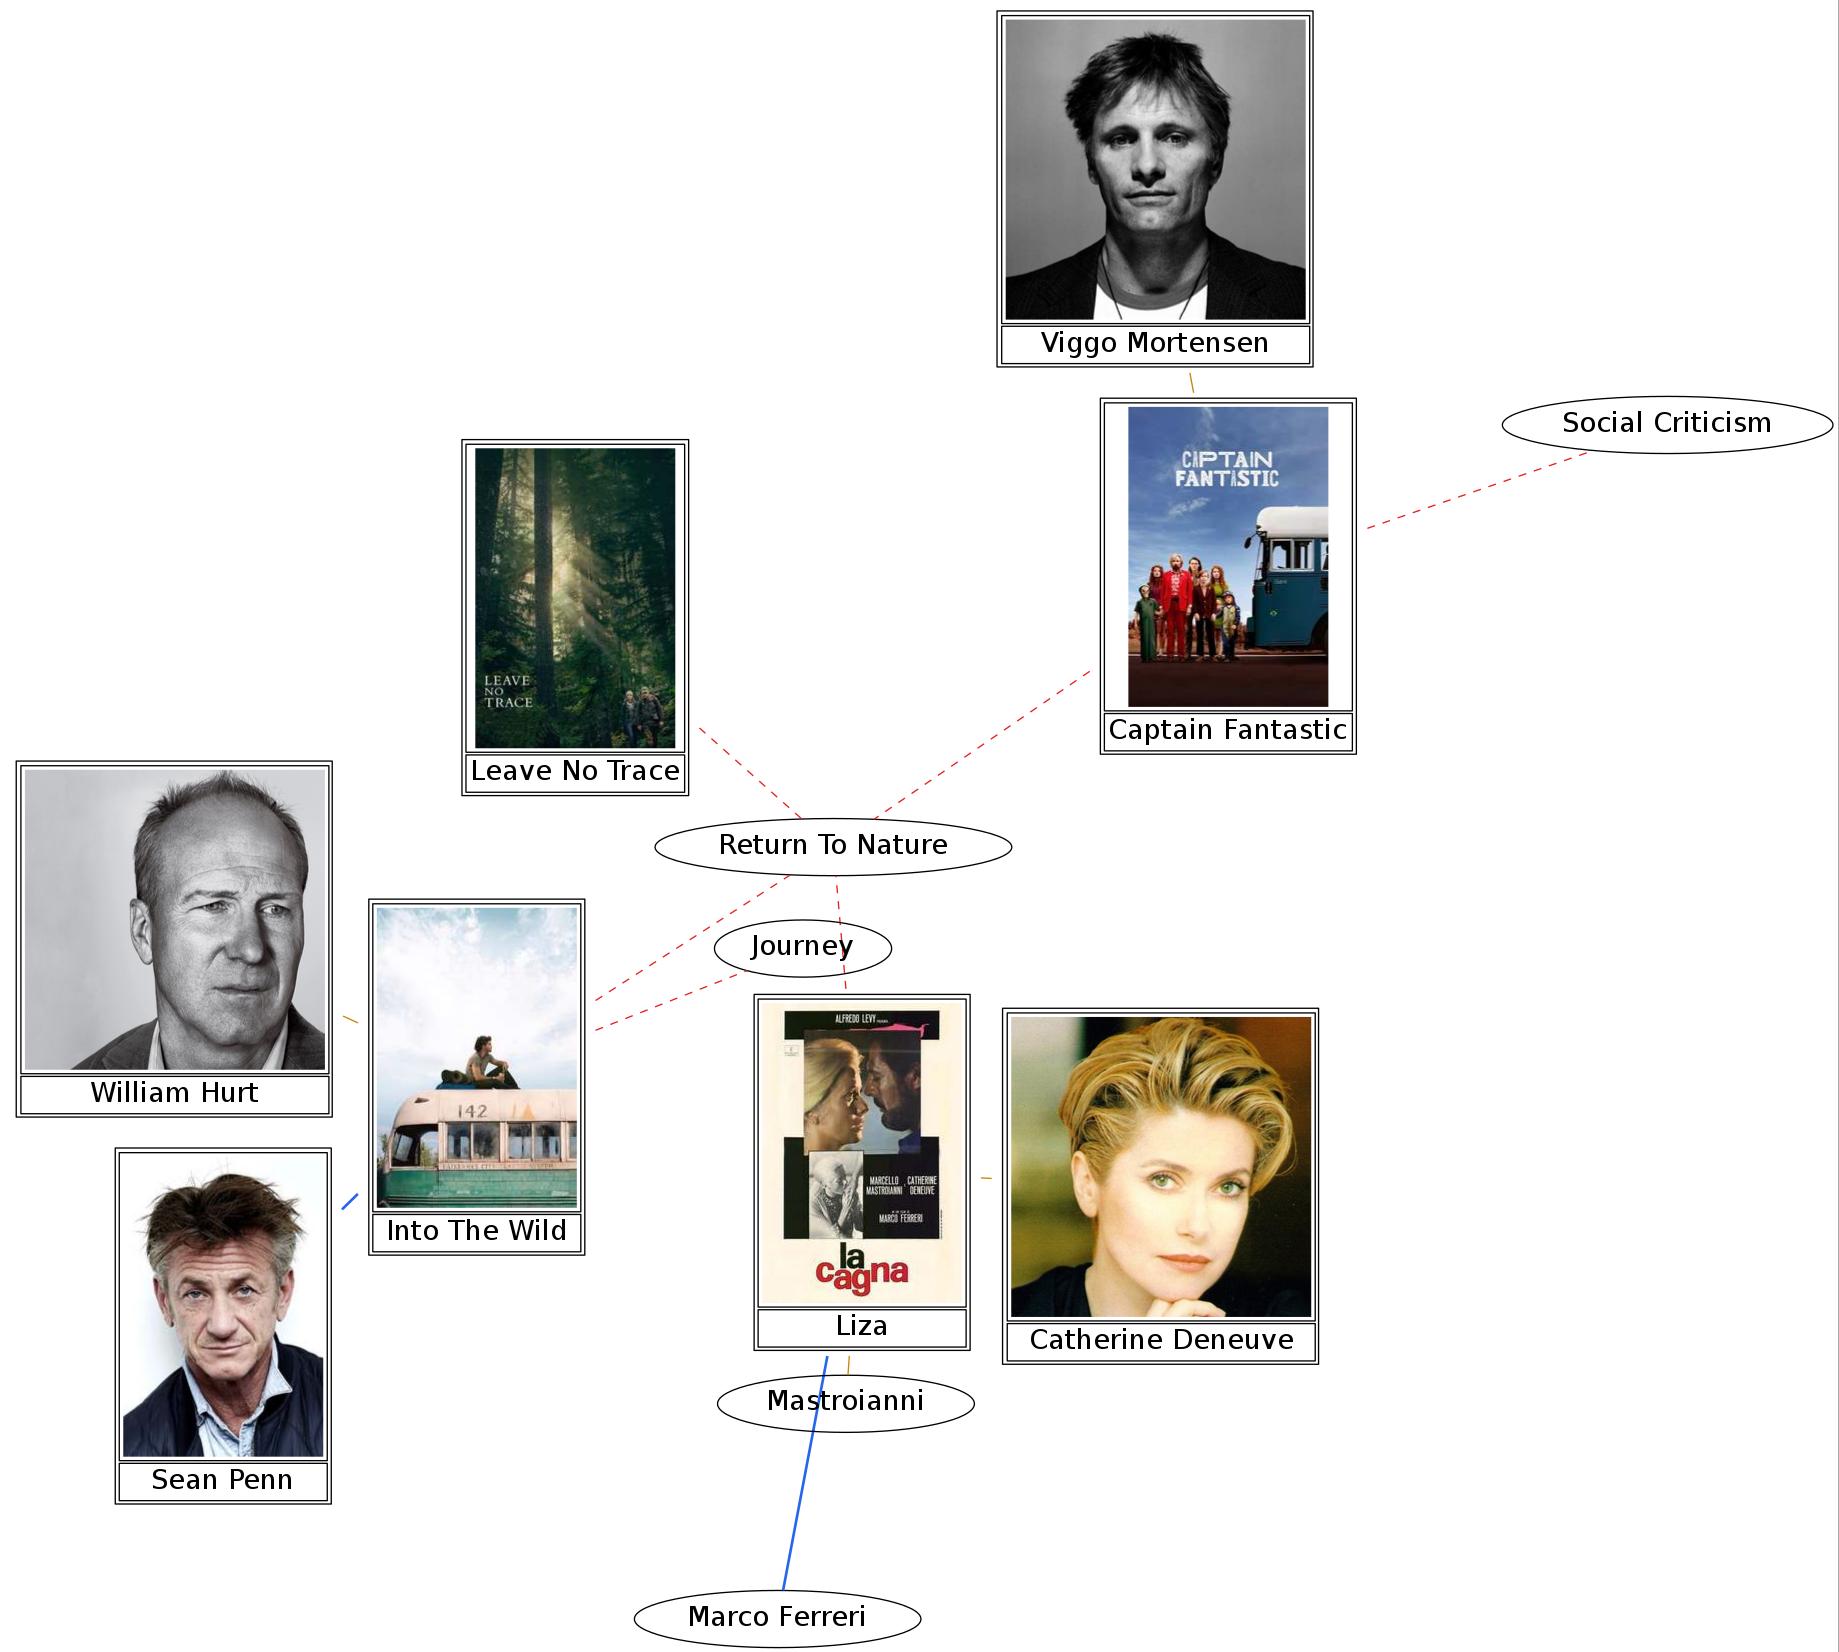 Viggo Mortensen
CAPTAIN
FANTASTIC
Captain Fantastic
Social Criticism
LEAVE
NO
TRACE
Leave No Trace
Return To Nature
Journey
William Hurt
142
Into The Wild
Sean Penn
ALFREDO LEVY
MARCELLO CATHERINE
MASTROIANNI DENEUVE
MARCO FERRERI
la
cagna
Liza
Catherine Deneuve
Mastroianni
Marco Ferreri